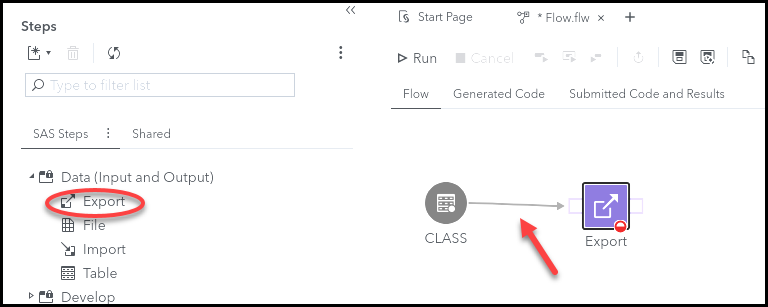 Steps
Type to filter list
SAS Steps
Shared
Data (Input and Output)
Export
File
Import
Table
Develop
Start Page
* Flow.flw
Run
Cancel
Flow
Generated Code
Submitted Code and Results
CLASS
Export